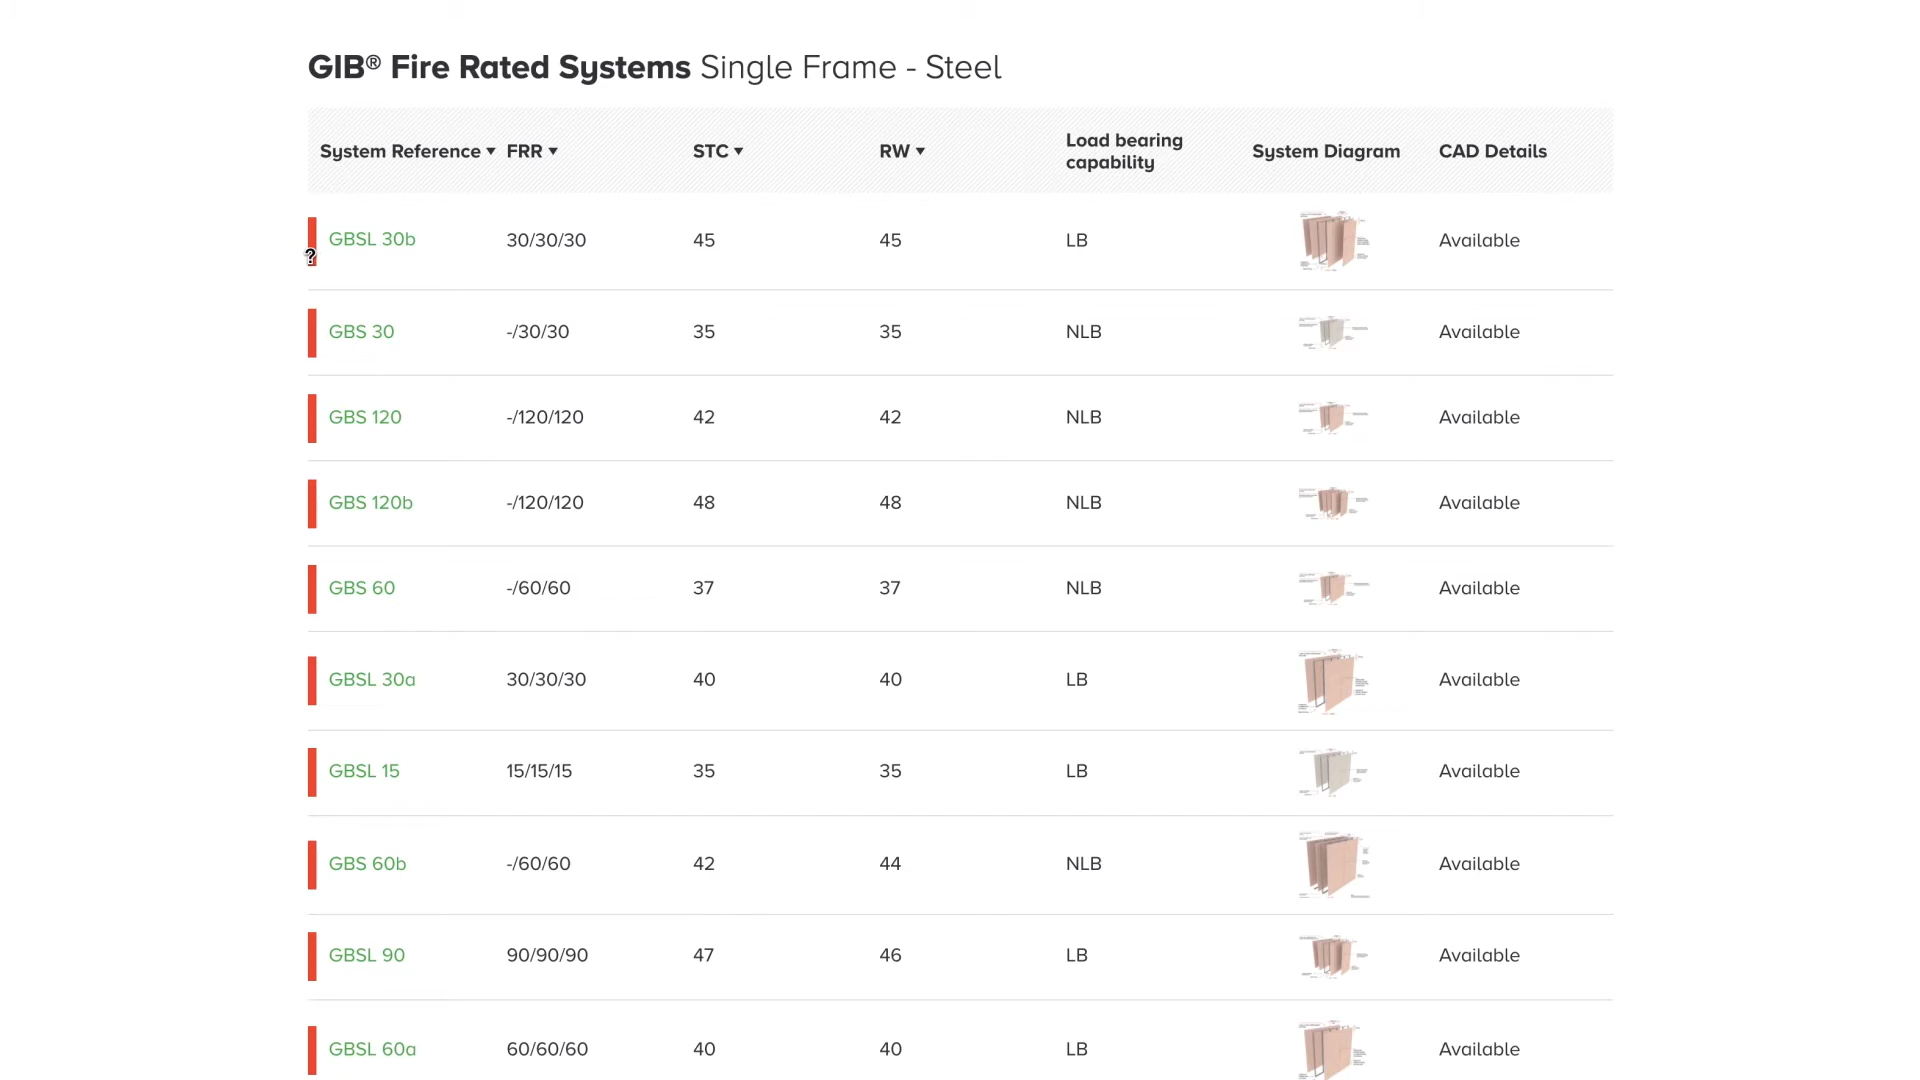 GIB® Fire Rated Systems Single Frame - Steel
System Reference ▼ FRR ▼ STC ▼ RW ▼ Load bearing capability System Diagram CAD Details
GBSL 30b 30/30/30 45 45 LB Available
GBS 30 -/30/30 35 35 NLB Available
GBS 120 -/120/120 42 42 NLB Available
GBS 120b -/120/120 48 48 NLB Available
GBS 60 -/60/60 37 37 NLB Available
GBSL 30a 30/30/30 40 40 LB Available
GBSL 15 15/15/15 35 35 LB Available
GBS 60b -/60/60 42 44 NLB Available
GBSL 90 90/90/90 47 46 LB Available
GBSL 60a 60/60/60 40 40 LB Available